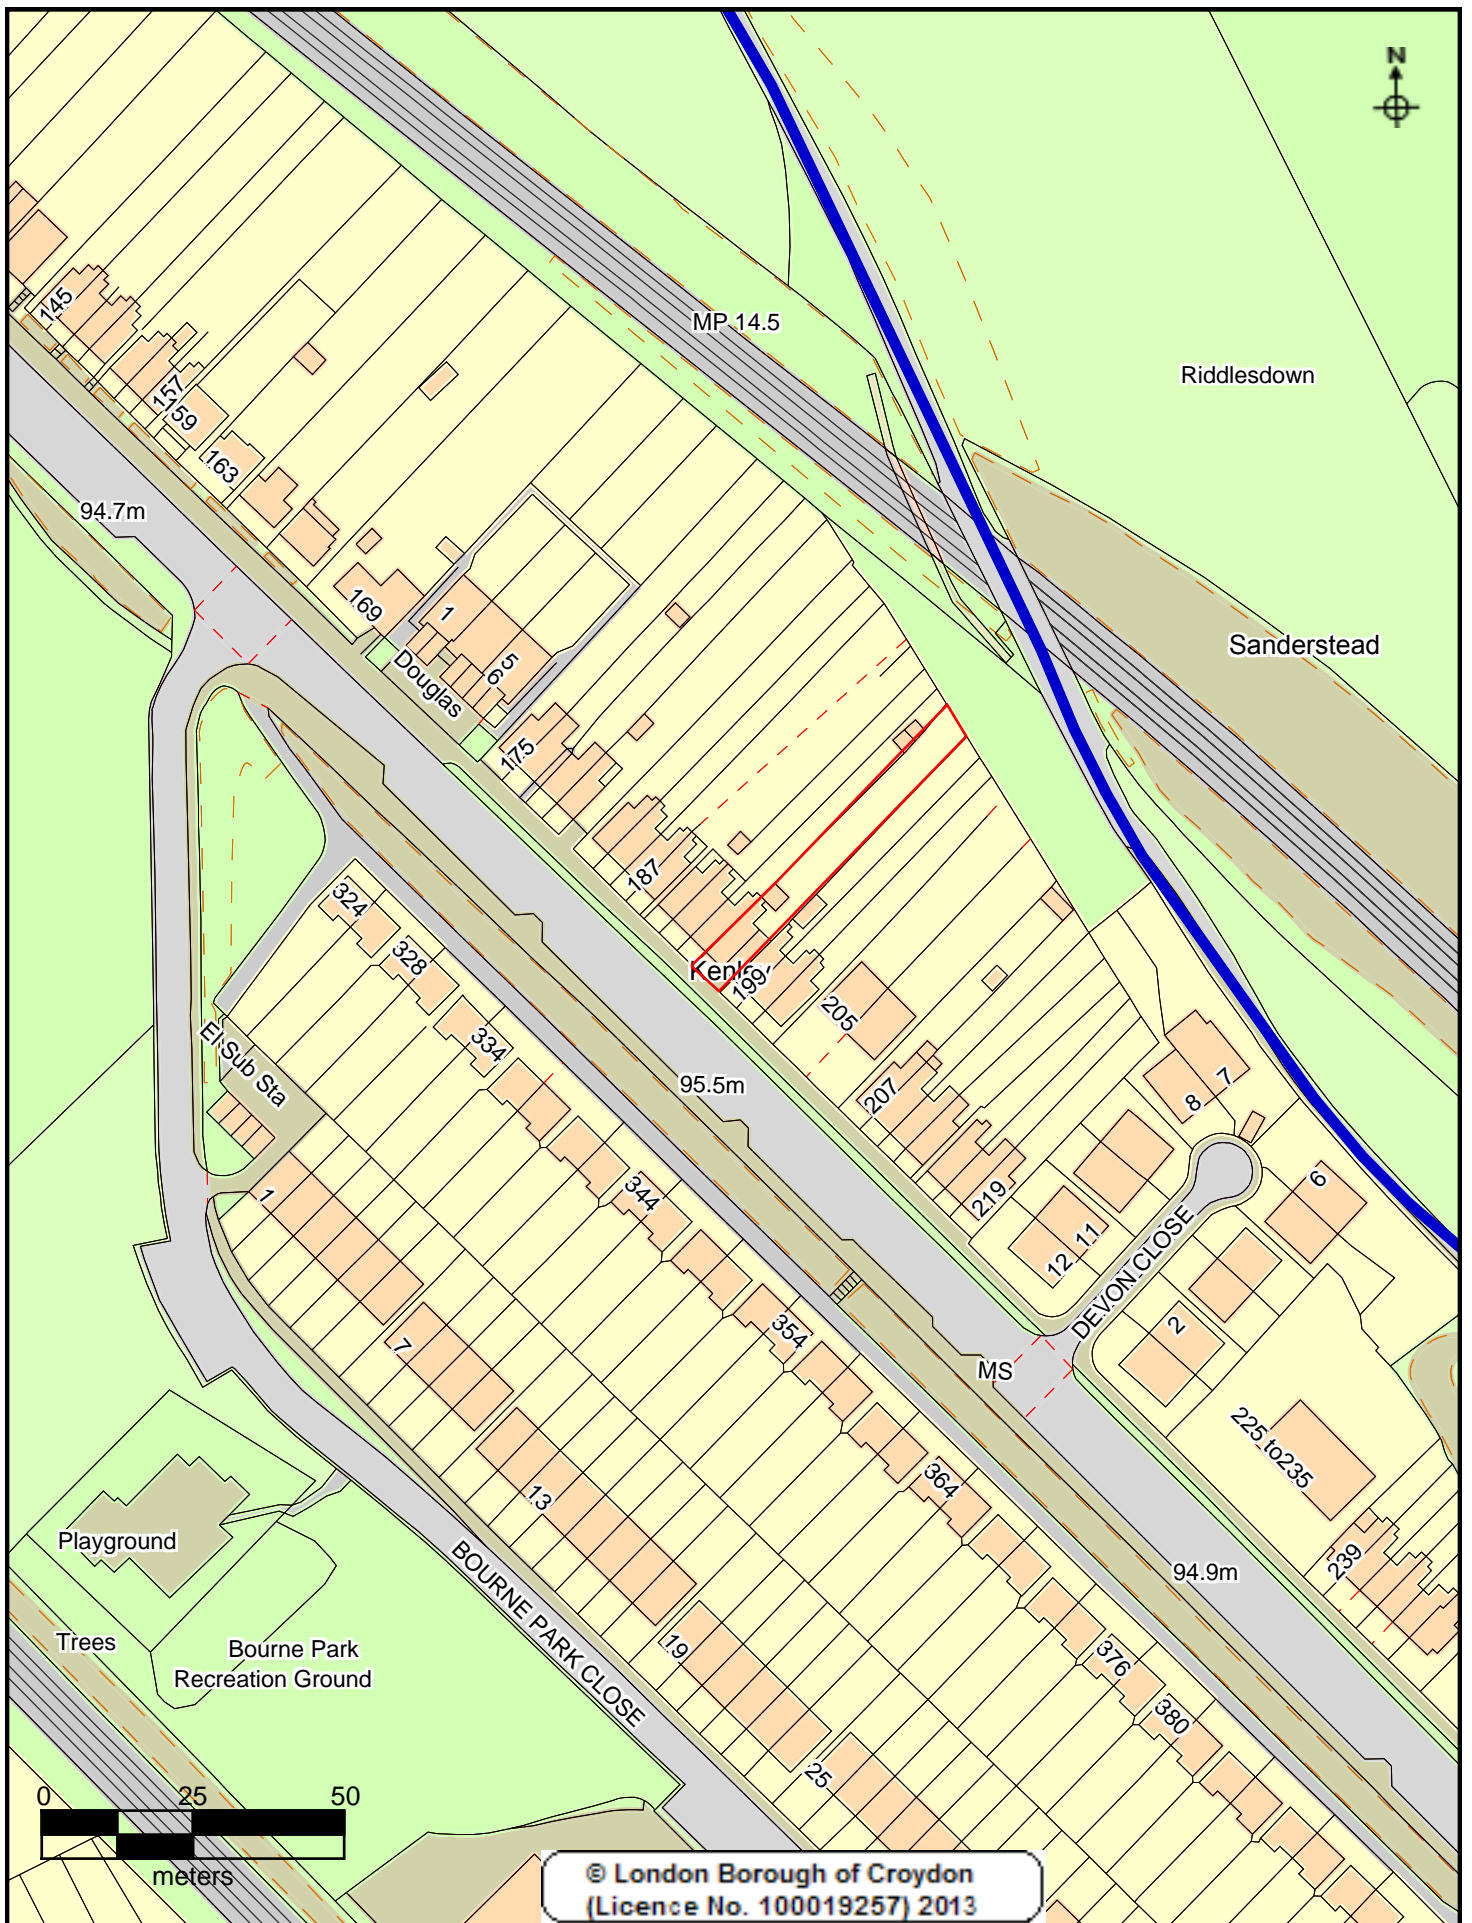 N
MP 14.5
Riddlesdown
145
157
159
163
94.7m
169
1
5
6
Douglas
Sanderstead
175
187
324
328
Kenley
199
205
334
El Sub Sta
95.5m
207
7
8
344
219
6
1
11
12
DEVON CLOSE
354
2
7
MS
225 to235
364
13
Playground
239
94.9m
BOURNE PARK CLOSE
Trees
Bourne Park
Recreation Ground
19
376
380
25
0 25 50
meters
© London Borough of Croydon
(Licence No. 100019257) 2013